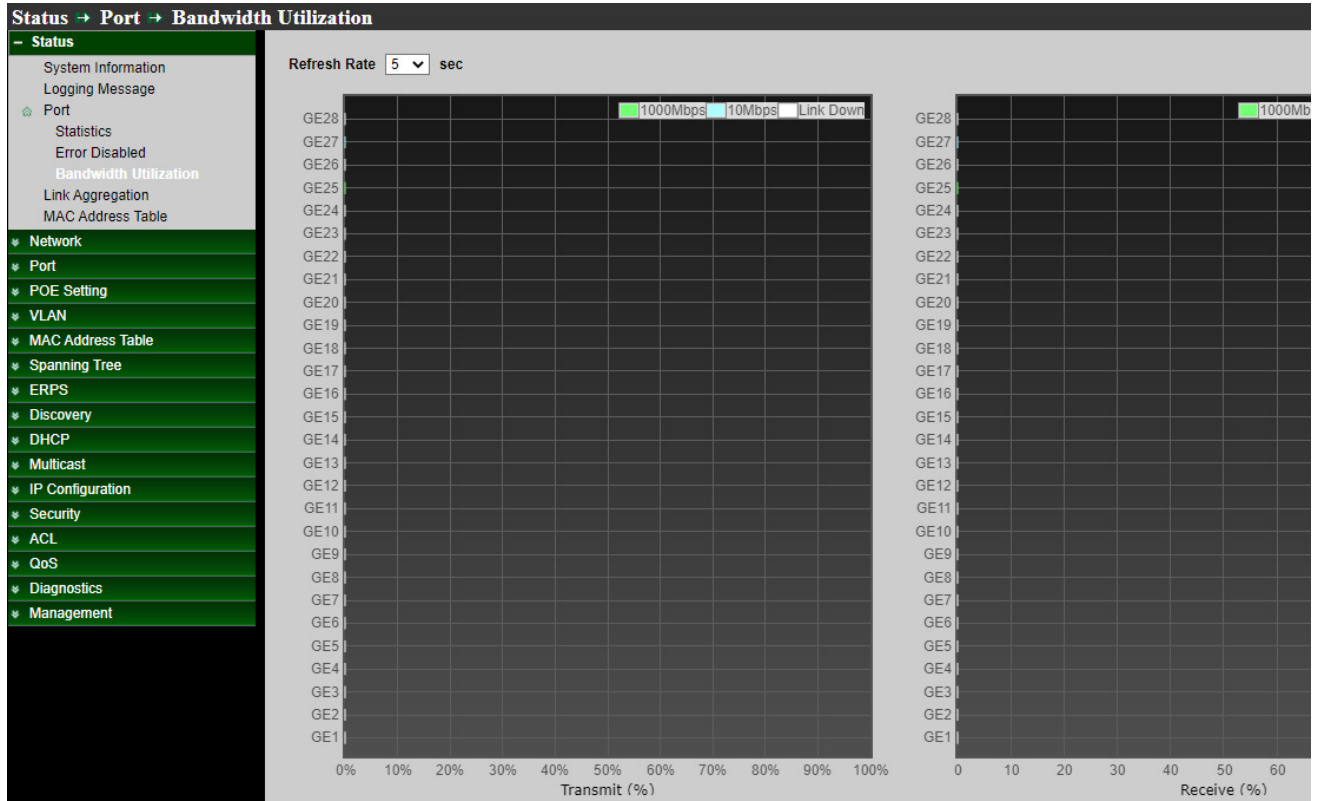 Status → Port → Bandwidth Utilization
Status
System Information
Logging Message
Port
Statistics
Error Disabled
Bandwidth Utilization
Link Aggregation
MAC Address Table
Network
Port
POE Setting
VLAN
MAC Address Table
Spanning Tree
ERPS
Discovery
DHCP
Multicast
IP Configuration
Security
ACL
QoS
Diagnostics
Management
Refresh Rate 5 sec
1000Mbps 10Mbps Link Down
GE28
GE27
GE26
GE25
GE24
GE23
GE22
GE21
GE20
GE19
GE18
GE17
GE16
GE15
GE14
GE13
GE12
GE11
GE10
GE9
GE8
GE7
GE6
GE5
GE4
GE3
GE2
GE1
0% 10% 20% 30% 40% 50% 60% 70% 80% 90% 100%
Transmit (%)
1000Mb
GE28
GE27
GE26
GE25
GE24
GE23
GE22
GE21
GE20
GE19
GE18
GE17
GE16
GE15
GE14
GE13
GE12
GE11
GE10
GE9
GE8
GE7
GE6
GE5
GE4
GE3
GE2
GE1
0 10 20 30 40 50 60
Receive (%)